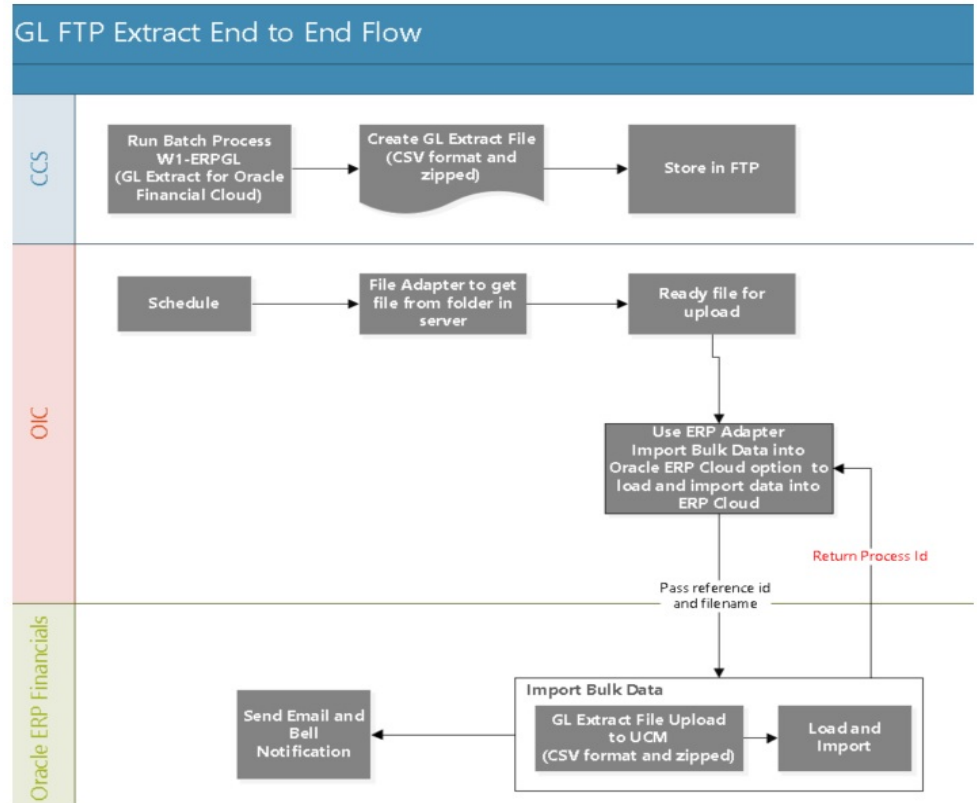 GL FTP Extract End to End Flow
CCS
Run Batch Process
W1-ERPGL
(GL Extract for Oracle
Financial Cloud)
Create GL Extract File
(CSV format and
zipped)
Store in FTP
OIC
Schedule
File Adapter to get
file from folder in
server
Ready file for
upload
Use ERP Adapter
Import Bulk Data into
Oracle ERP Cloud option to
load and import data into
ERP Cloud
Return Process Id
Pass reference id
and filename
Oracle ERP Financials
Import Bulk Data
GL Extract File Upload
to UCM
(CSV format and zipped)
Load and
Import
Send Email and
Bell
Notification